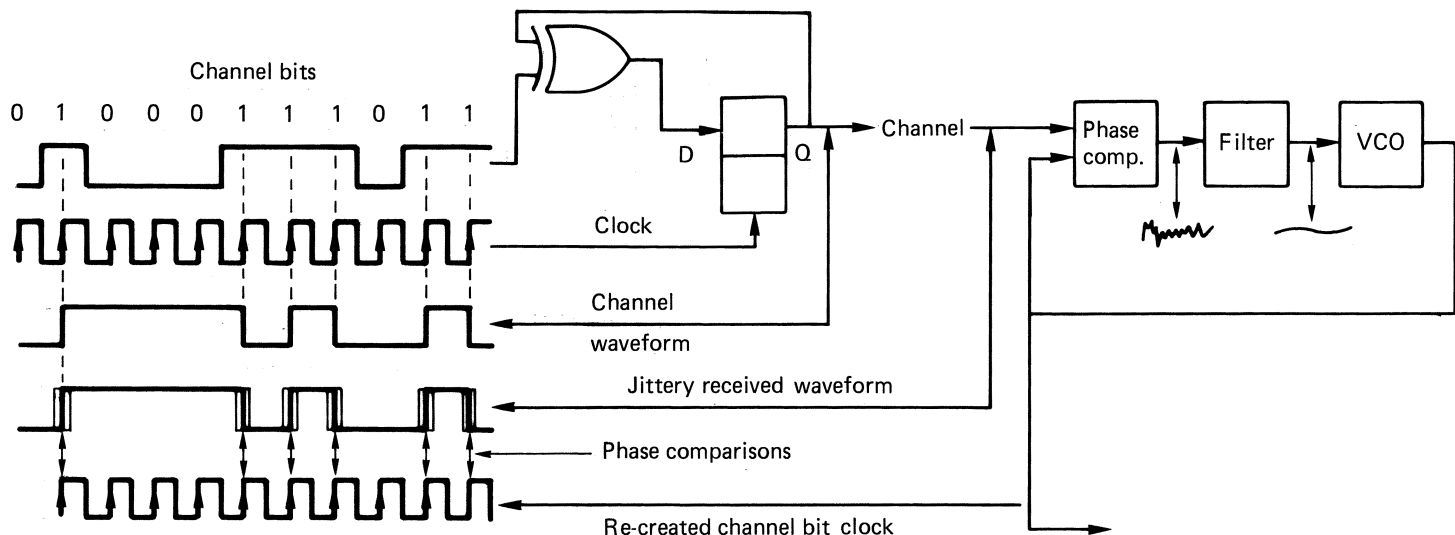 Channel bits
0 1 0 0 0 1 1 1 0 1 1
D
Q
Channel
Phase
comp.
Filter
VCO
Clock
Channel
waveform
Jittery received waveform
Phase comparisons
Re-created channel bit clock